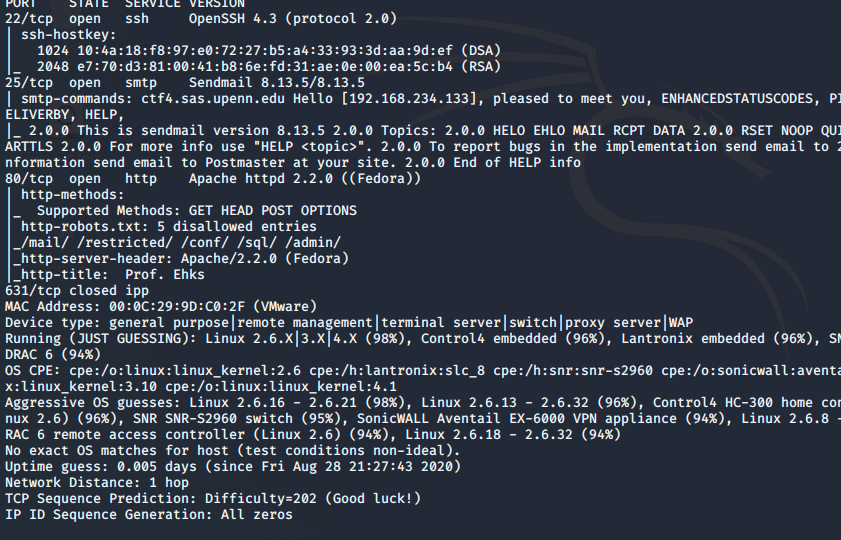 PORT STATE SERVICE VERSION
22/tcp open ssh OpenSSH 4.3 (protocol 2.0)
| ssh-hostkey:
| 1024 10:4a:18:f8:97:e0:72:27:b5:a4:33:93:3d:aa:9d:ef (DSA)
|_ 2048 e7:70:d3:81:00:41:b8:6e:fd:31:ae:0e:00:ea:5c:b4 (RSA)
25/tcp open smtp Sendmail 8.13.5/8.13.5
| smtp-commands: ctf4.sas.upenn.edu Hello [192.168.234.133], pleased to meet you, ENHANCEDSTATUSCODES, PI
ELIVERBY, HELP,
|_ 2.0.0 This is sendmail version 8.13.5 2.0.0 Topics: 2.0.0 HELO EHLO MAIL RCPT DATA 2.0.0 RSET NOOP QUI
ARTTLS 2.0.0 For more info use "HELP <topic>". 2.0.0 To report bugs in the implementation send email to 2
nformation send email to Postmaster at your site. 2.0.0 End of HELP info
80/tcp open http Apache httpd 2.2.0 ((Fedora))
| http-methods:
|_ Supported Methods: GET HEAD POST OPTIONS
| http-robots.txt: 5 disallowed entries
|_/mail/ /restricted/ /conf/ /sql/ /admin/
|_http-server-header: Apache/2.2.0 (Fedora)
|_http-title: Prof. Ehks
631/tcp closed ipp
MAC Address: 00:0C:29:9D:C0:2F (VMware)
Device type: general purpose|remote management|terminal server|switch|proxy server|WAP
Running (JUST GUESSING): Linux 2.6.X|3.X|4.X (98%), Control4 embedded (96%), Lantronix embedded (96%), SN
DRAC 6 (94%)
OS CPE: cpe:/o:linux:linux_kernel:2.6 cpe:/h:lantronix:slc_8 cpe:/h:snr:snr-s2960 cpe:/o:sonicwall:aventa
x:linux_kernel:3.10 cpe:/o:linux:linux_kernel:4.1
Aggressive OS guesses: Linux 2.6.16 - 2.6.21 (98%), Linux 2.6.13 - 2.6.32 (96%), Control4 HC-300 home con
nux 2.6) (96%), SNR SNR-S2960 switch (95%), SonicWALL Aventail EX-6000 VPN appliance (94%), Linux 2.6.8 -
RAC 6 remote access controller (Linux 2.6) (94%), Linux 2.6.18 - 2.6.32 (94%)
No exact OS matches for host (test conditions non-ideal).
Uptime guess: 0.005 days (since Fri Aug 28 21:27:43 2020)
Network Distance: 1 hop
TCP Sequence Prediction: Difficulty=202 (Good luck!)
IP ID Sequence Generation: All zeros